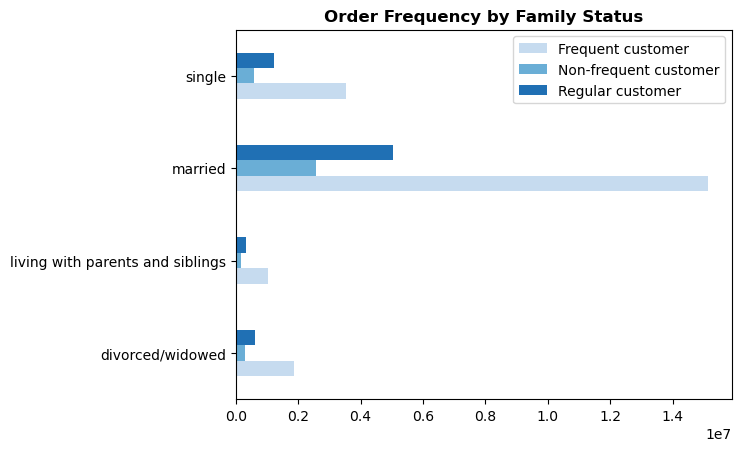 Order Frequency by Family Status
Frequent customer
Non-frequent customer
Regular customer
single
married
living with parents and siblings
divorced/widowed
0.0 0.2 0.4 0.6 0.8 1.0 1.2 1.4
1e7